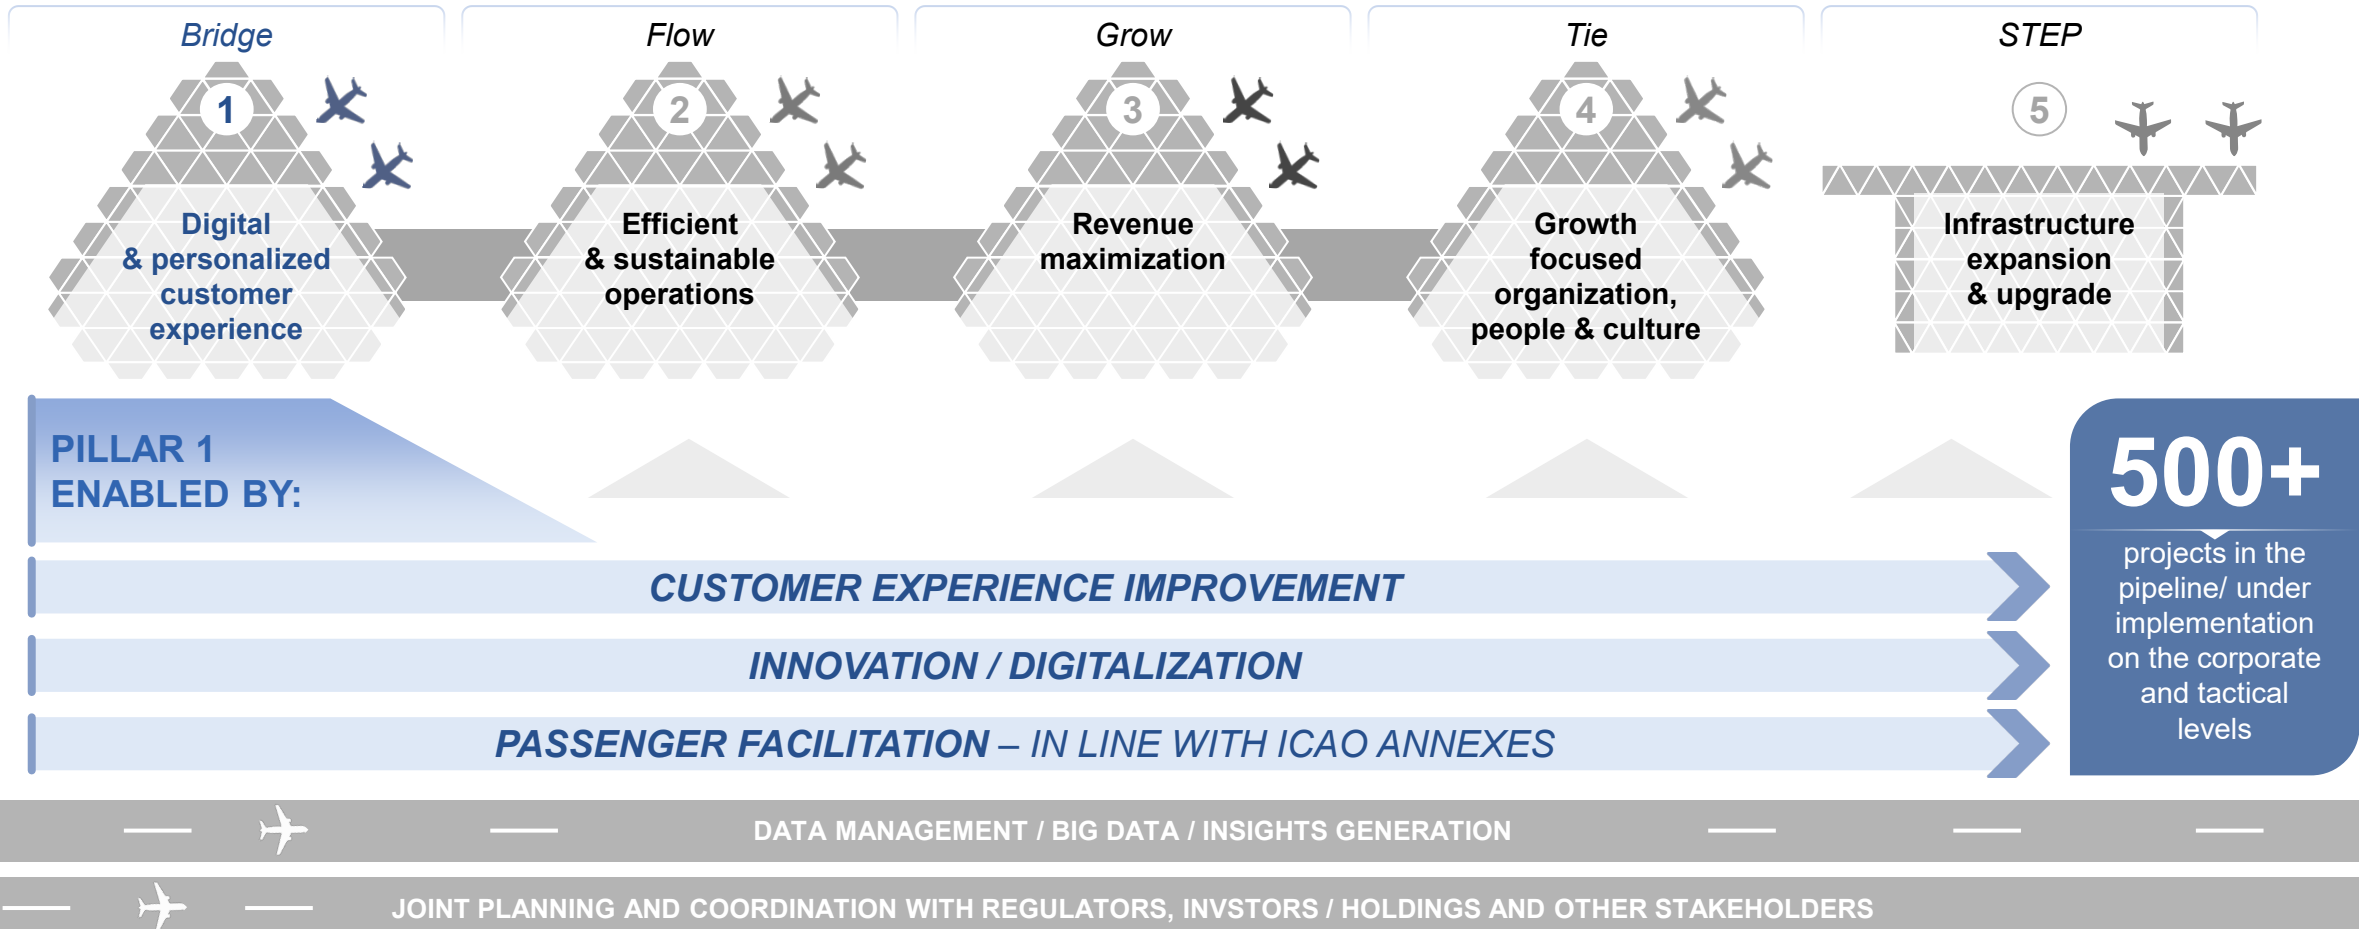 Bridge
1
Digital
& personalized
customer
experience
Flow
2
Efficient
& sustainable
operations
Grow
3
Revenue
maximization
Tie
4
Growth
focused
organization,
people & culture
STEP
5
Infrastructure
expansion
& upgrade
PILLAR 1
ENABLED BY:
CUSTOMER EXPERIENCE IMPROVEMENT
INNOVATION / DIGITALIZATION
PASSENGER FACILITATION – IN LINE WITH ICAO ANNEXES
500+
projects in the
pipeline/ under
implementation
on the corporate
and tactical
levels
DATA MANAGEMENT / BIG DATA / INSIGHTS GENERATION
JOINT PLANNING AND COORDINATION WITH REGULATORS, INVSTORS / HOLDINGS AND OTHER STAKEHOLDERS